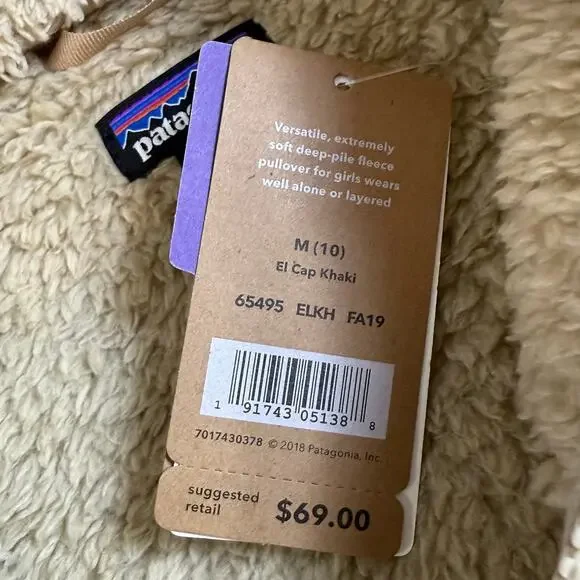 pata
Versatile, extremely
soft deep-pile fleece
pullover for girls wears
well alone or layered
M (10)
El Cap Khaki
65495 ELKH FA19
1 91743 05138 8
7017430378 © 2018 Patagonia, Inc.
suggested
retail
$69.00